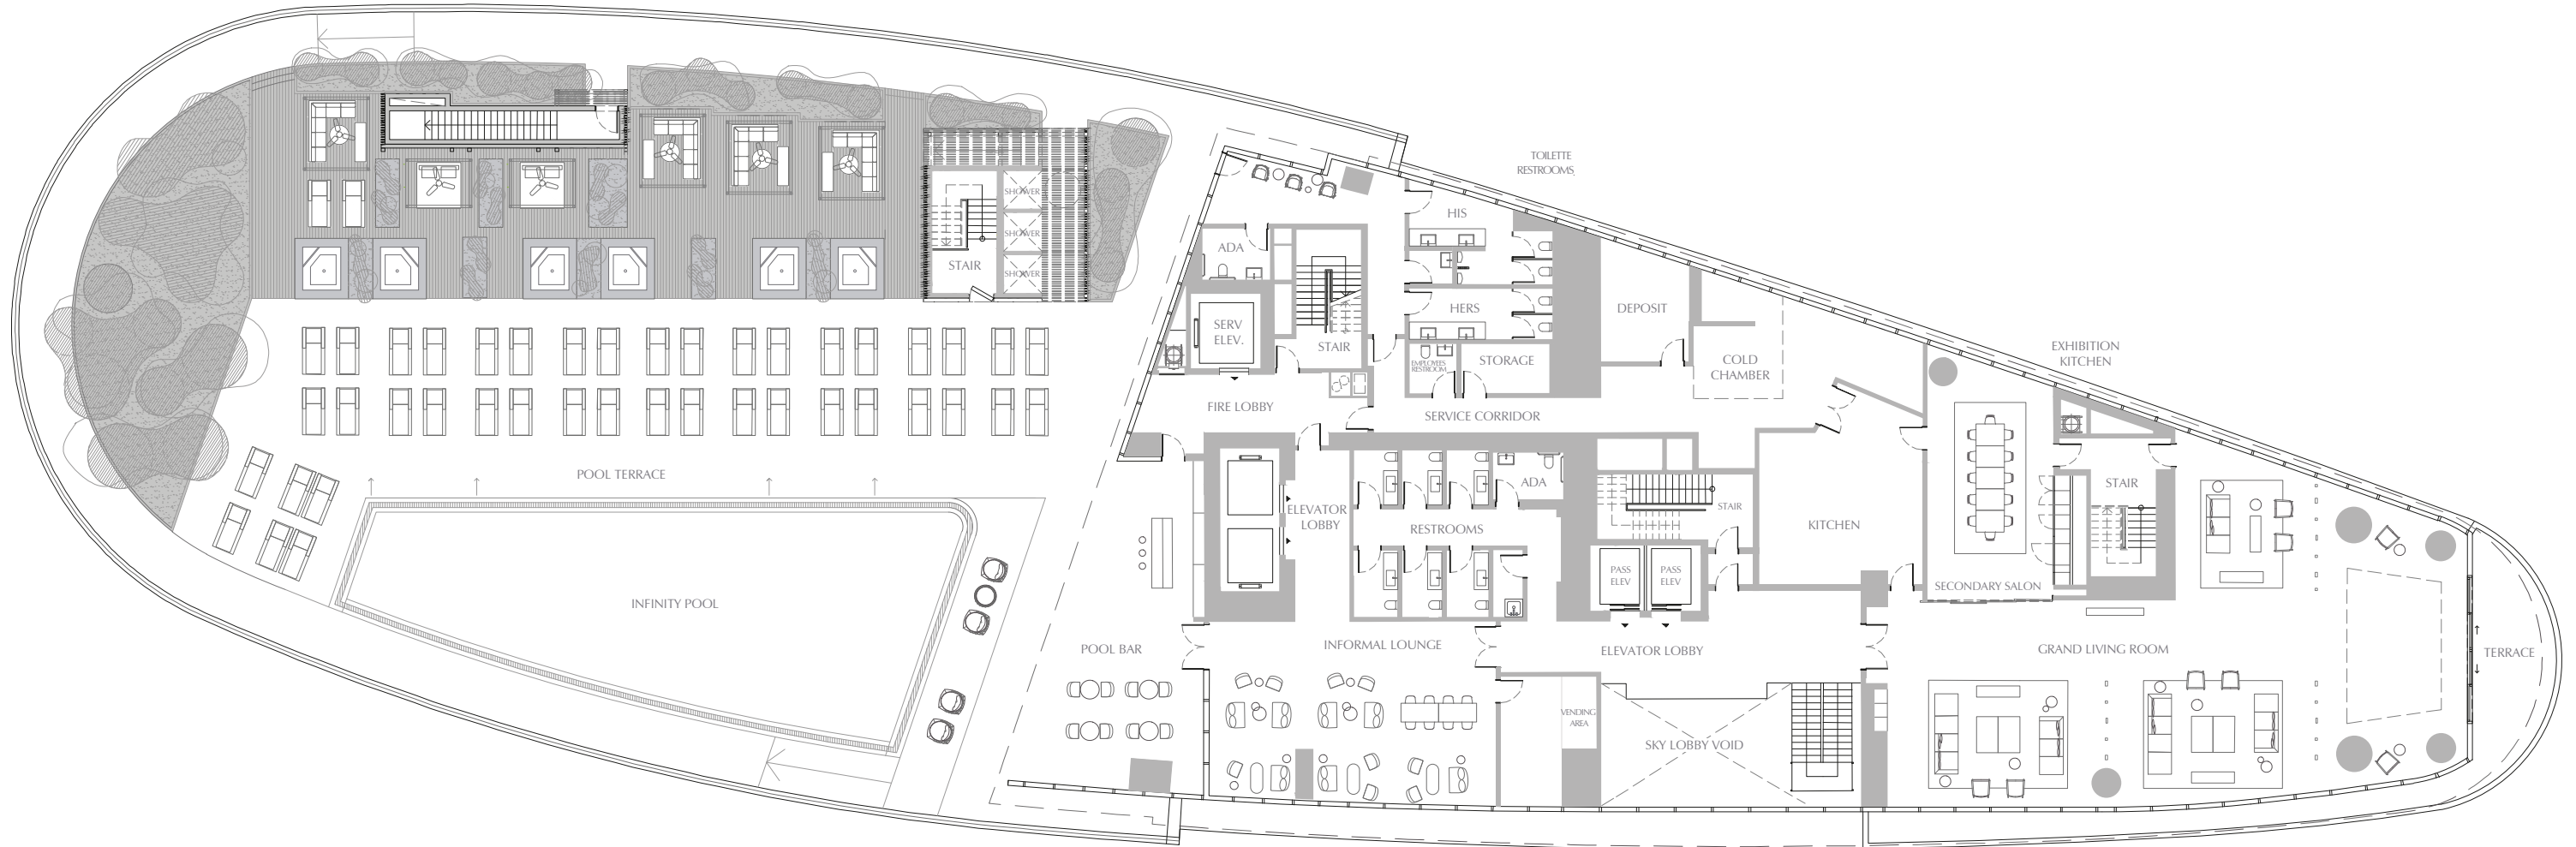 TOILETTE
RESTROOMS
HIS
ADA
SHOWER
SHOWER
SHOWER
STAIR
HERS
DEPOSIT
SERV
ELEV.
STAIR
EMPLOYEES
RESTROOM
STORAGE
COLD
CHAMBER
EXHIBITION
KITCHEN
FIRE LOBBY
SERVICE CORRIDOR
POOL TERRACE
ELEVATOR
LOBBY
ADA
RESTROOMS
STAIR
KITCHEN
STAIR
PASS
ELEV
PASS
ELEV
SECONDARY SALON
INFINITY POOL
POOL BAR
INFORMAL LOUNGE
ELEVATOR LOBBY
GRAND LIVING ROOM
TERRACE
VENDING
AREA
SKY LOBBY VOID